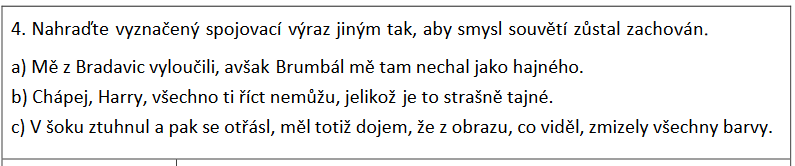 4. Nahraďte vyznačený spojovací výraz jiným tak, aby smysl souvětí zůstal zachován.
a) Mě z Bradavic vyloučili, avšak Brumbál mě tam nechal jako hajného.
b) Chápej, Harry, všechno ti říct nemůžu, jelikož je to strašně tajné.
c) V šoku ztuhnul a pak se otřásl, měl totiž dojem, že z obrazu, co viděl, zmizely všechny barvy.